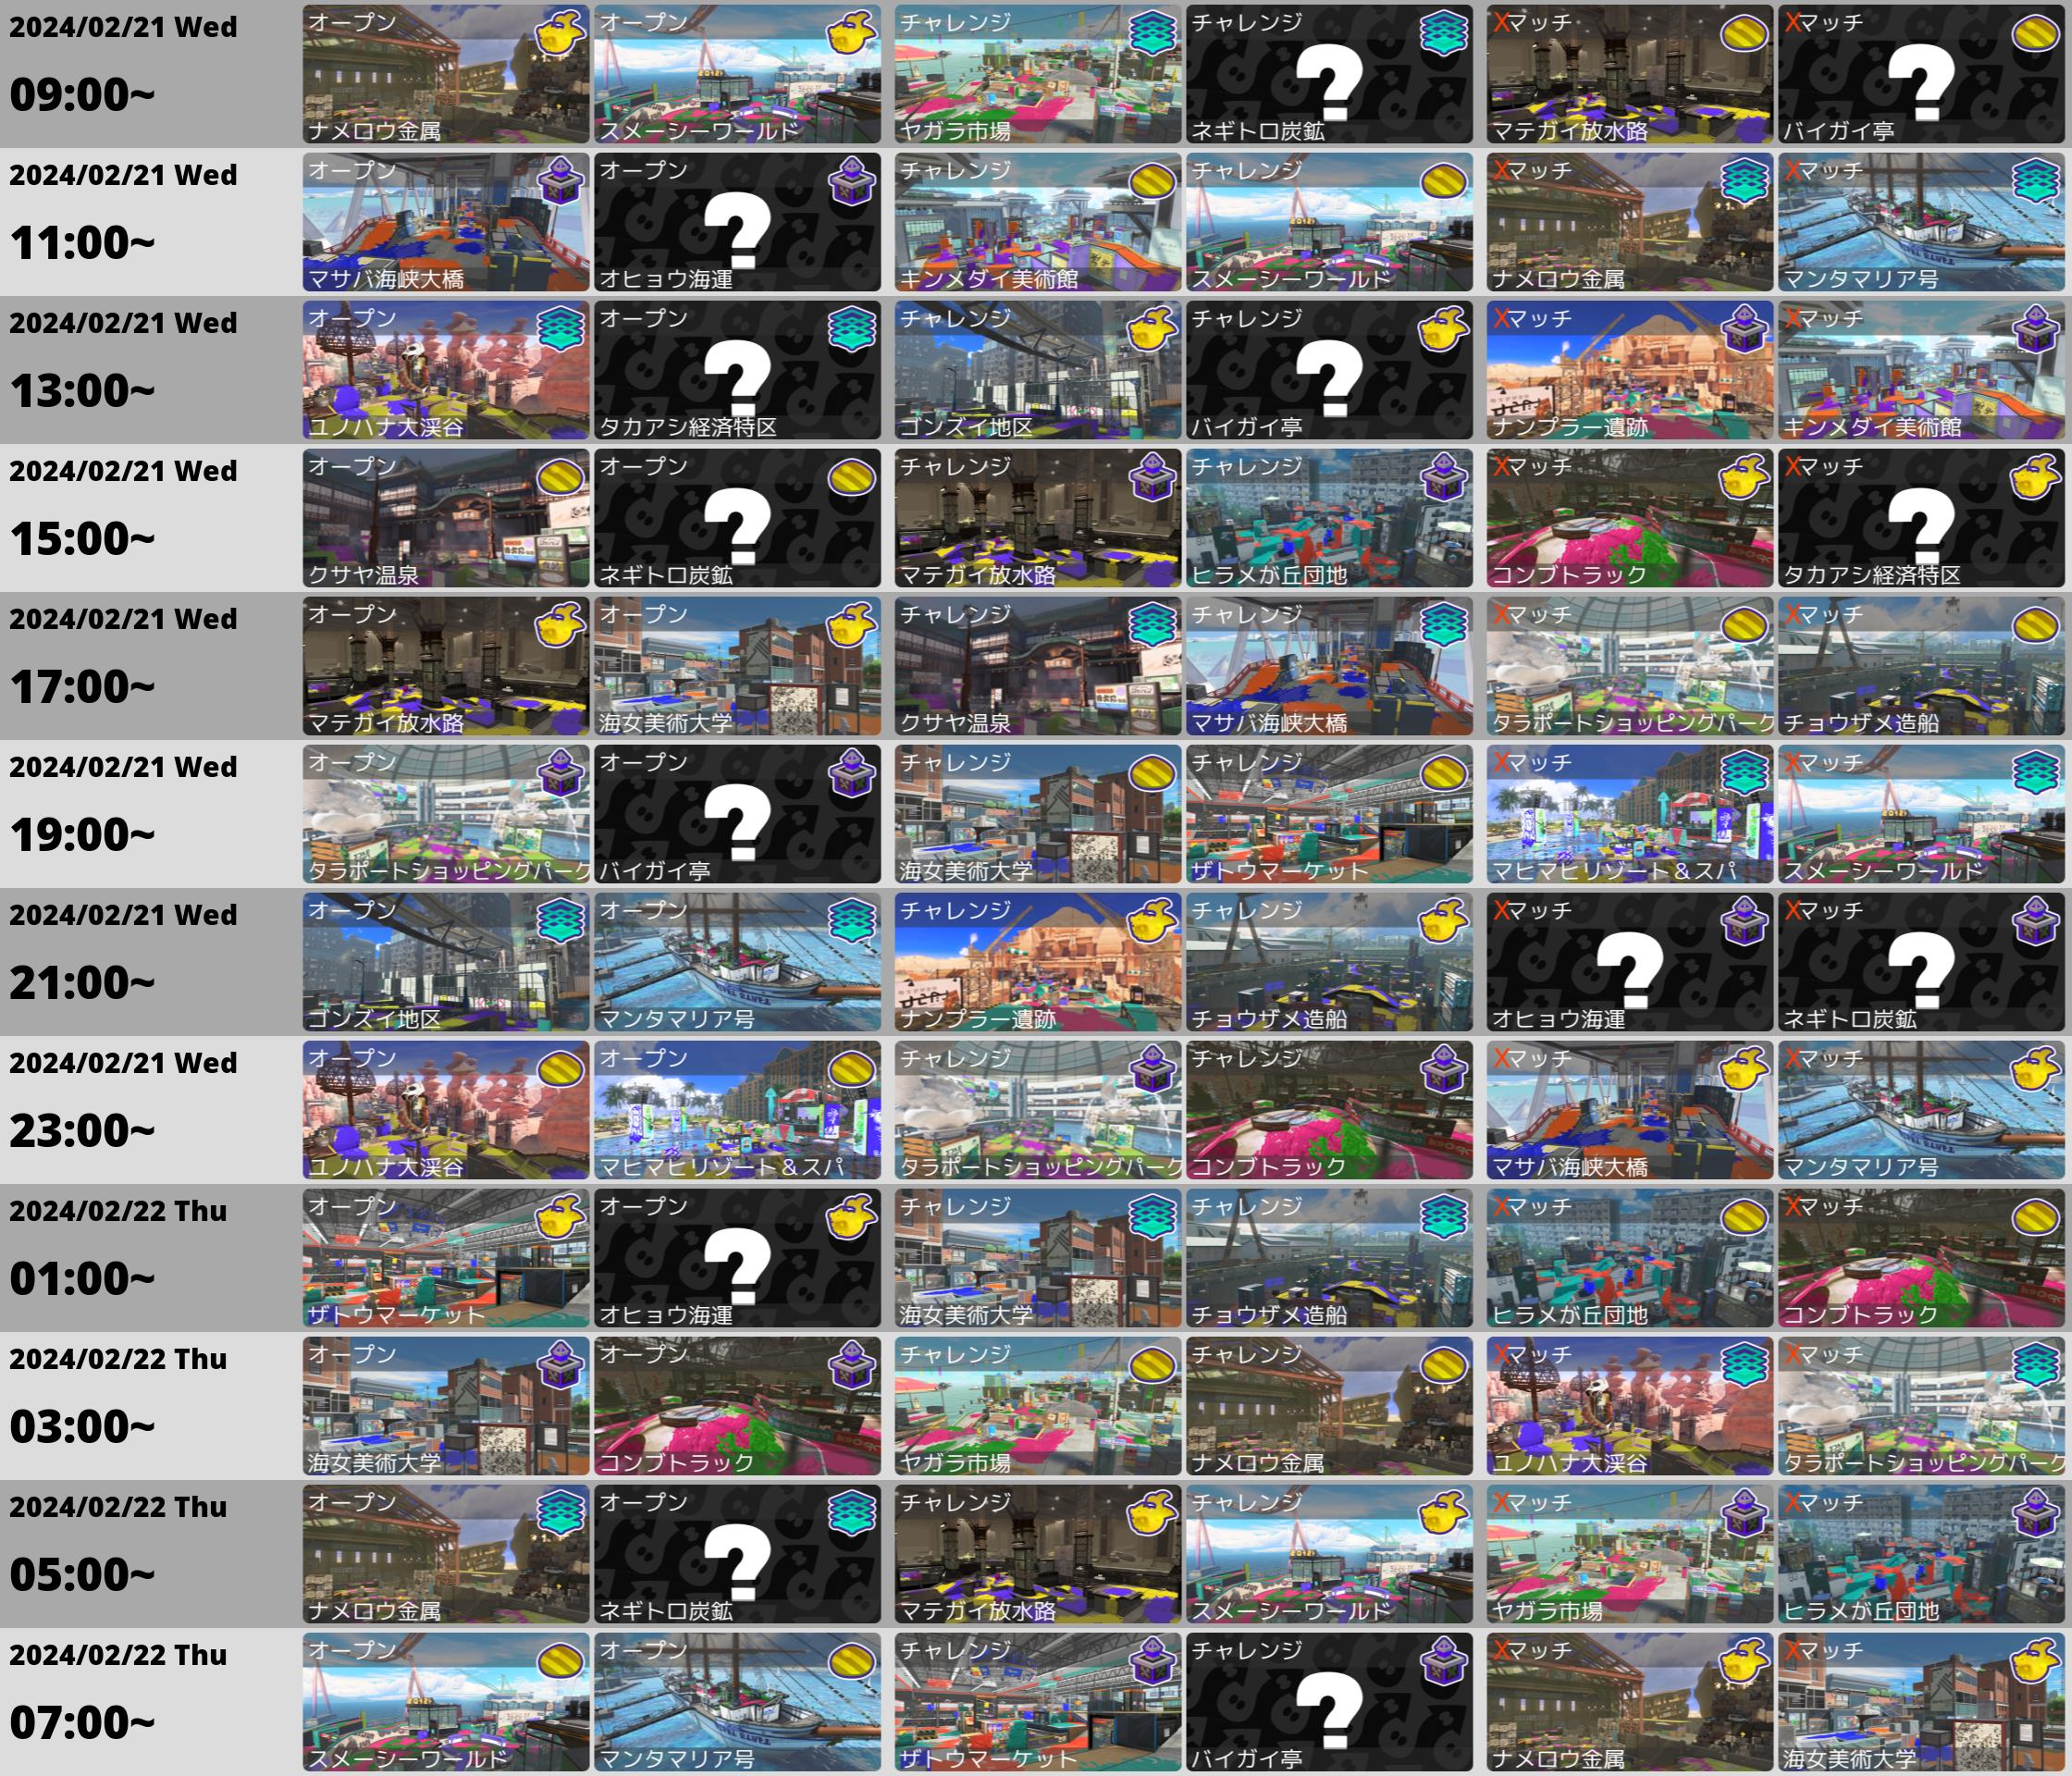 2024/02/21 Wed
09:00~
オープン
ナメロウ金属
オープン
スメーシーワールド
チャレンジ
ヤガラ市場
チャレンジ
ネギトロ炭鉱
Xマッチ
マテガイ放水路
Xマッチ
バイガイ亭
2024/02/21 Wed
11:00~
オープン
マサバ海峡大橋
オープン
オヒョウ海運
チャレンジ
キンメダイ美術館
チャレンジ
スメーシーワールド
Xマッチ
ナメロウ金属
Xマッチ
マンタマリア号
2024/02/21 Wed
13:00~
オープン
ユノハナ大渓谷
オープン
タカアシ経済特区
チャレンジ
ゴンズイ地区
チャレンジ
バイガイ亭
Xマッチ
ナンプラー遺跡
Xマッチ
キンメダイ美術館
2024/02/21 Wed
15:00~
オープン
クサヤ温泉
オープン
ネギトロ炭鉱
チャレンジ
マテガイ放水路
チャレンジ
ヒラメが丘団地
Xマッチ
コンブトラック
Xマッチ
タカアシ経済特区
2024/02/21 Wed
17:00~
オープン
マテガイ放水路
オープン
海女美術大学
チャレンジ
クサヤ温泉
チャレンジ
マサバ海峡大橋
Xマッチ
タラポートショッピングパーク
Xマッチ
チョウザメ造船
2024/02/21 Wed
19:00~
オープン
タラポートショッピングパーク
オープン
バイガイ亭
チャレンジ
海女美術大学
チャレンジ
ザトウマーケット
Xマッチ
マヒマヒリゾート&スパ
Xマッチ
スメーシーワールド
2024/02/21 Wed
21:00~
オープン
ゴンズイ地区
オープン
マンタマリア号
チャレンジ
ナンプラー遺跡
チャレンジ
チョウザメ造船
Xマッチ
オヒョウ海運
Xマッチ
ネギトロ炭鉱
2024/02/21 Wed
23:00~
オープン
ユノハナ大渓谷
オープン
マヒマヒリゾート&スパ
チャレンジ
タラポートショッピングパーク
チャレンジ
コンブトラック
Xマッチ
マサバ海峡大橋
Xマッチ
マンタマリア号
2024/02/22 Thu
01:00~
オープン
ザトウマーケット
オープン
オヒョウ海運
チャレンジ
海女美術大学
チャレンジ
チョウザメ造船
Xマッチ
ヒラメが丘団地
Xマッチ
コンブトラック
2024/02/22 Thu
03:00~
オープン
海女美術大学
オープン
コンブトラック
チャレンジ
ヤガラ市場
チャレンジ
ナメロウ金属
Xマッチ
ユノハナ大渓谷
Xマッチ
タラポートショッピングパーク
2024/02/22 Thu
05:00~
オープン
ナメロウ金属
オープン
ネギトロ炭鉱
チャレンジ
マテガイ放水路
チャレンジ
スメーシーワールド
Xマッチ
ヤガラ市場
Xマッチ
ヒラメが丘団地
2024/02/22 Thu
07:00~
オープン
スメーシーワールド
オープン
マンタマリア号
チャレンジ
ザトウマーケット
チャレンジ
バイガイ亭
Xマッチ
ナメロウ金属
Xマッチ
海女美術大学